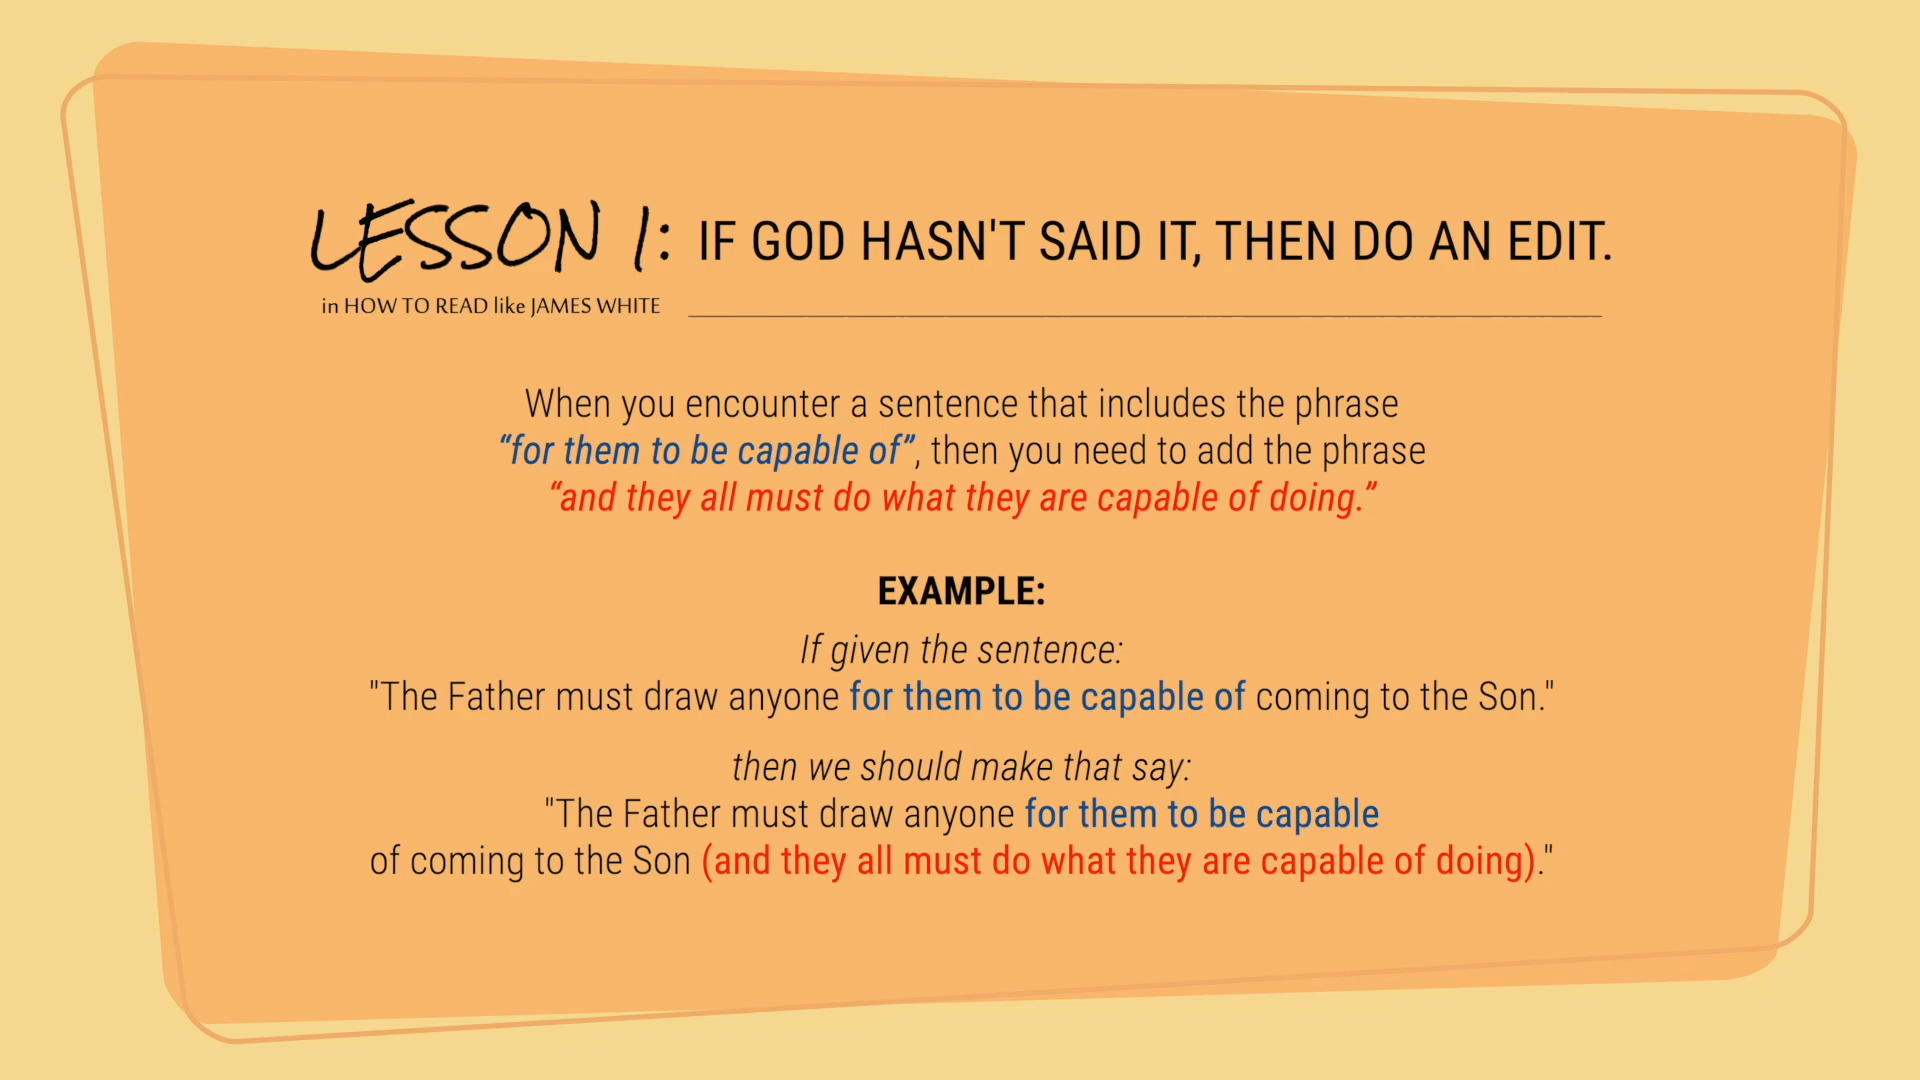 LESSON 1: IF GOD HASN'T SAID IT, THEN DO AN EDIT.
in HOW TO READ like JAMES WHITE
When you encounter a sentence that includes the phrase
“for them to be capable of”, then you need to add the phrase
“and they all must do what they are capable of doing.”
EXAMPLE:
If given the sentence:
"The Father must draw anyone for them to be capable of coming to the Son."
then we should make that say:
"The Father must draw anyone for them to be capable
of coming to the Son (and they all must do what they are capable of doing)."